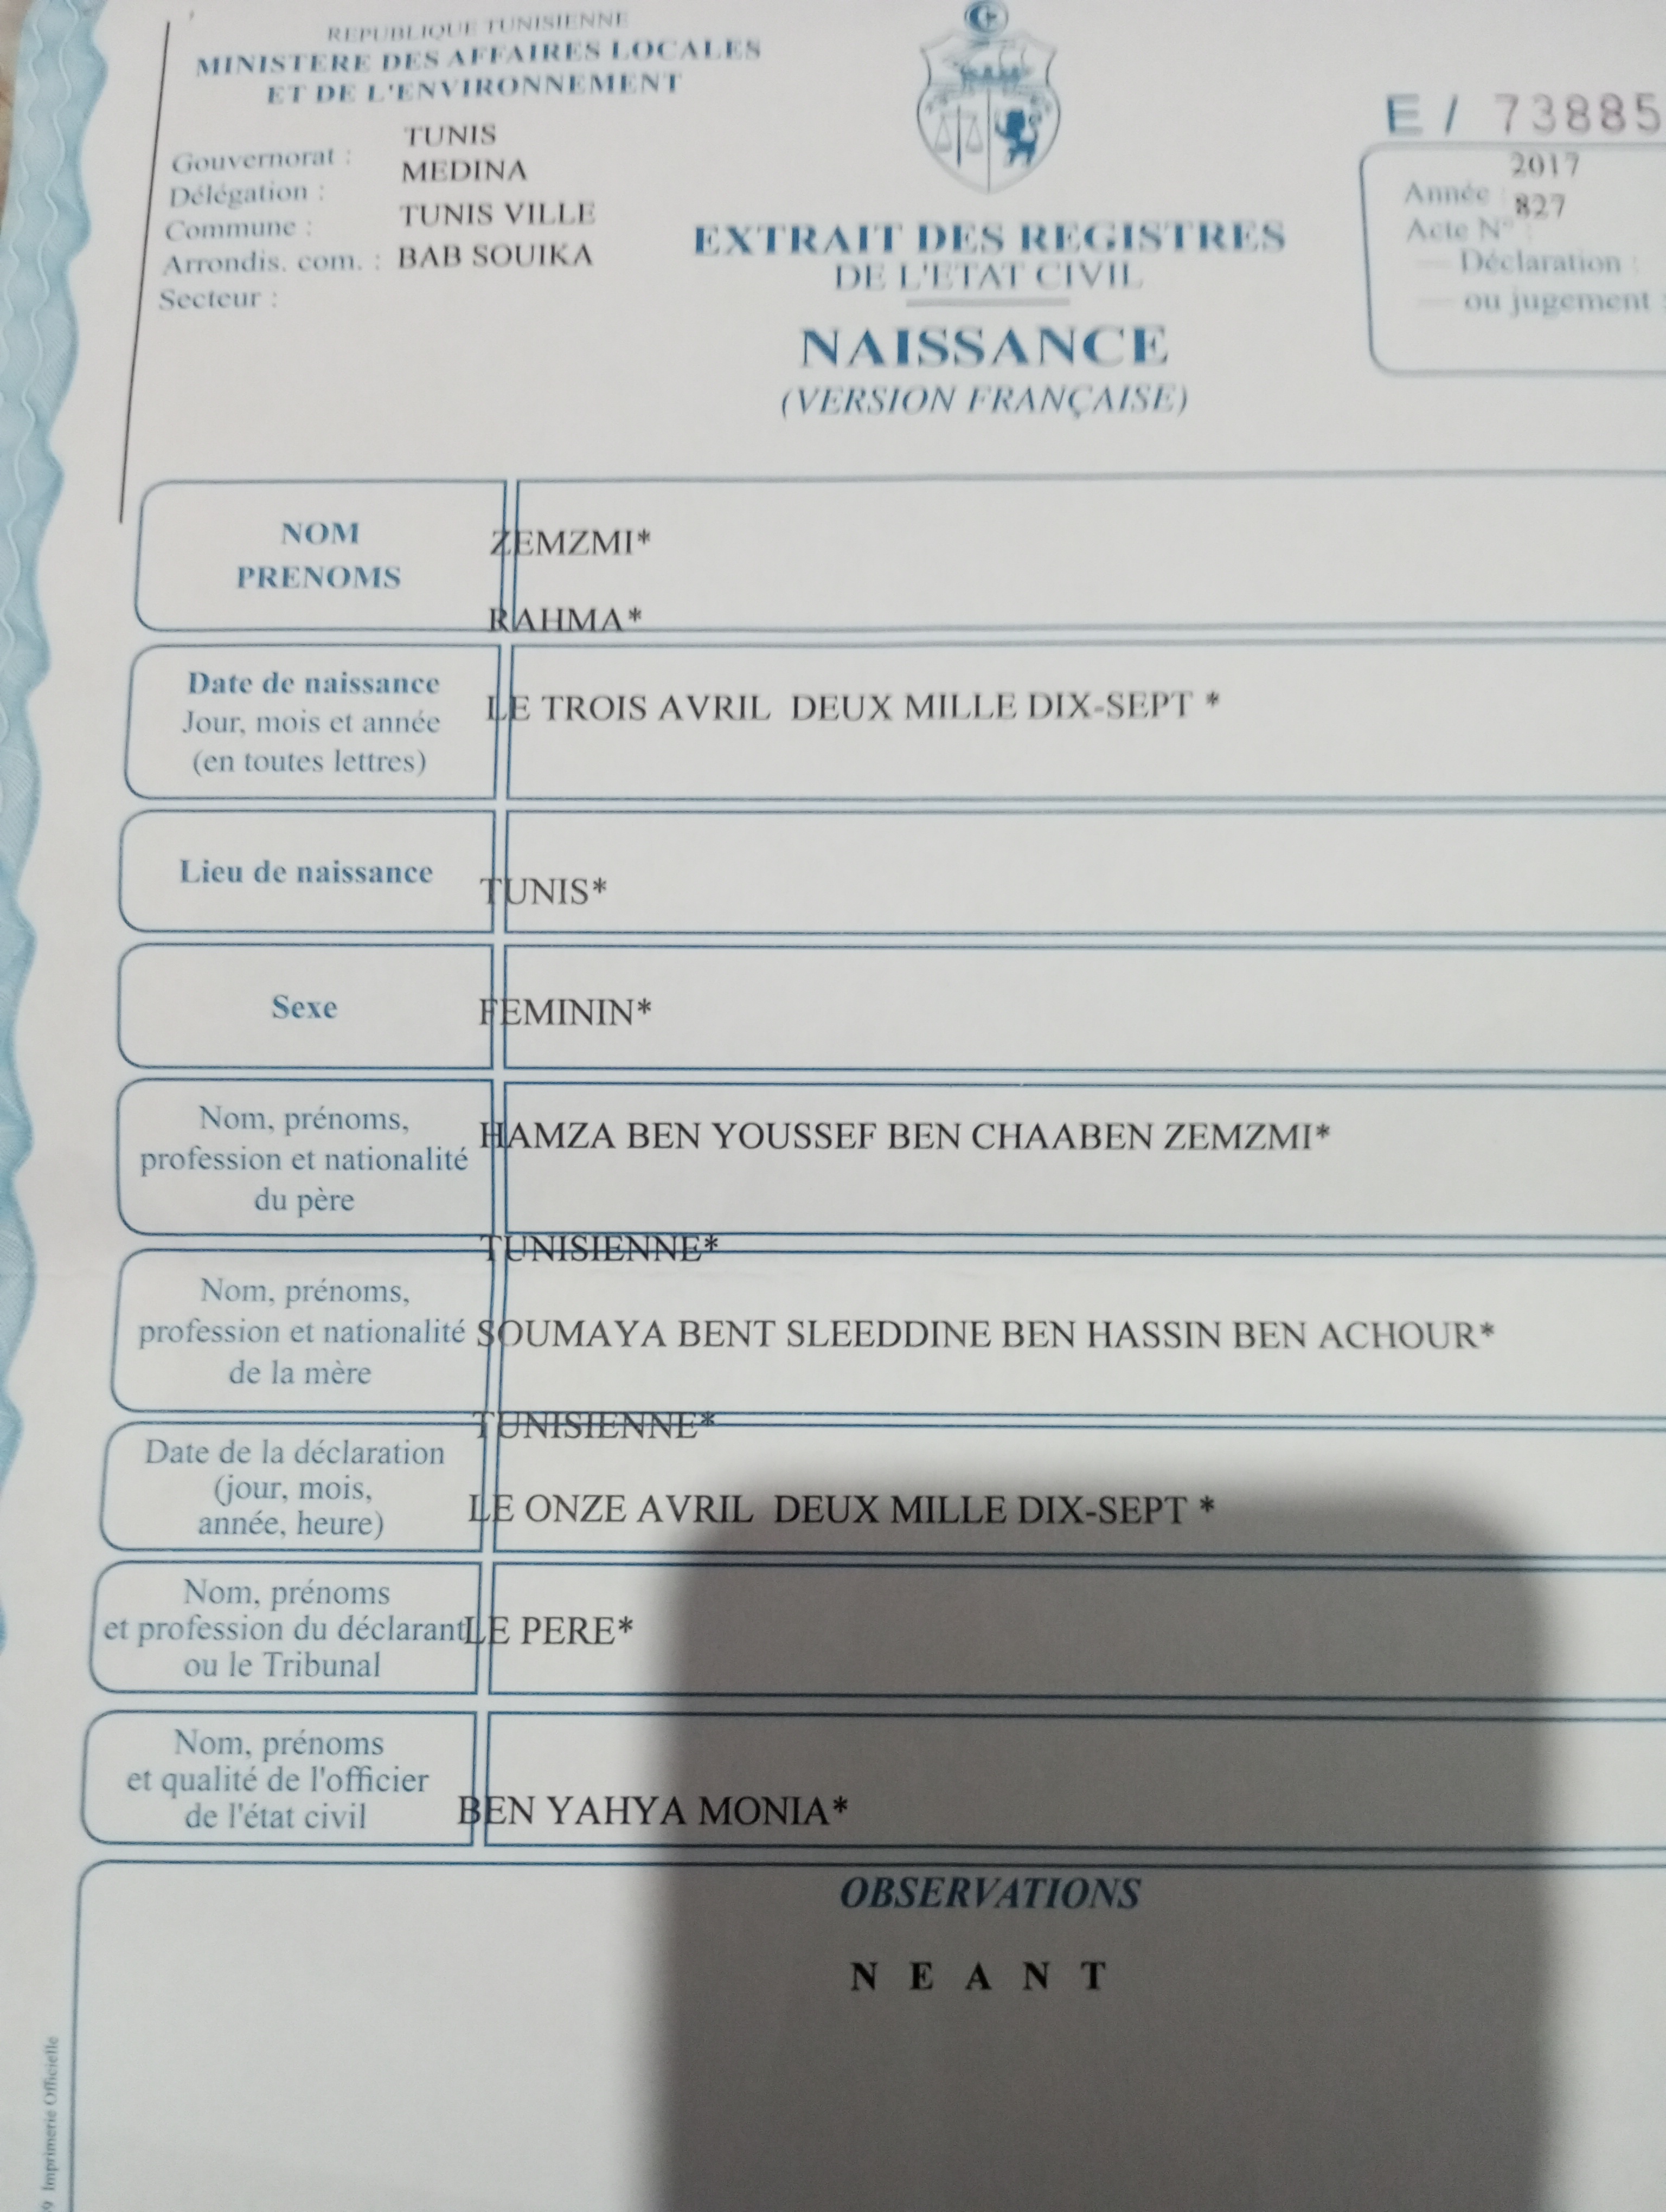 REPUBLIQUE TUNISIENNE
MINISTERE DES AFFAIRES LOCALES
ET DE L'ENVIRONNEMENT
Gouvernorat : TUNIS
Délégation : MEDINA
Commune : TUNIS VILLE
Arrondis. com. : BAB SOUIKA
Secteur :
E / 73885
Année : 2017
Acte N° : 827
— Déclaration :
— ou jugement :
EXTRAIT DES REGISTRES
DE L'ETAT CIVIL
NAISSANCE
(VERSION FRANÇAISE)
NOM ZEMZMI*
PRENOMS RAHMA*
Date de naissance
Jour, mois et année
(en toutes lettres)
LE TROIS AVRIL DEUX MILLE DIX-SEPT *
Lieu de naissance
TUNIS*
Sexe
FEMININ*
Nom, prénoms,
profession et nationalité
du père
HAMZA BEN YOUSSEF BEN CHAABEN ZEMZMI*
TUNISIENNE*
Nom, prénoms,
profession et nationalité
de la mère
SOUMAYA BENT SLEEDDINE BEN HASSIN BEN ACHOUR*
TUNISIENNE*
Date de la déclaration
(jour, mois,
année, heure)
LE ONZE AVRIL DEUX MILLE DIX-SEPT *
Nom, prénoms
et profession du déclarant
ou le Tribunal
LE PERE*
Nom, prénoms
et qualité de l'officier
de l'état civil
BEN YAHYA MONIA*
OBSERVATIONS
N E A N T
Imprimerie Officielle